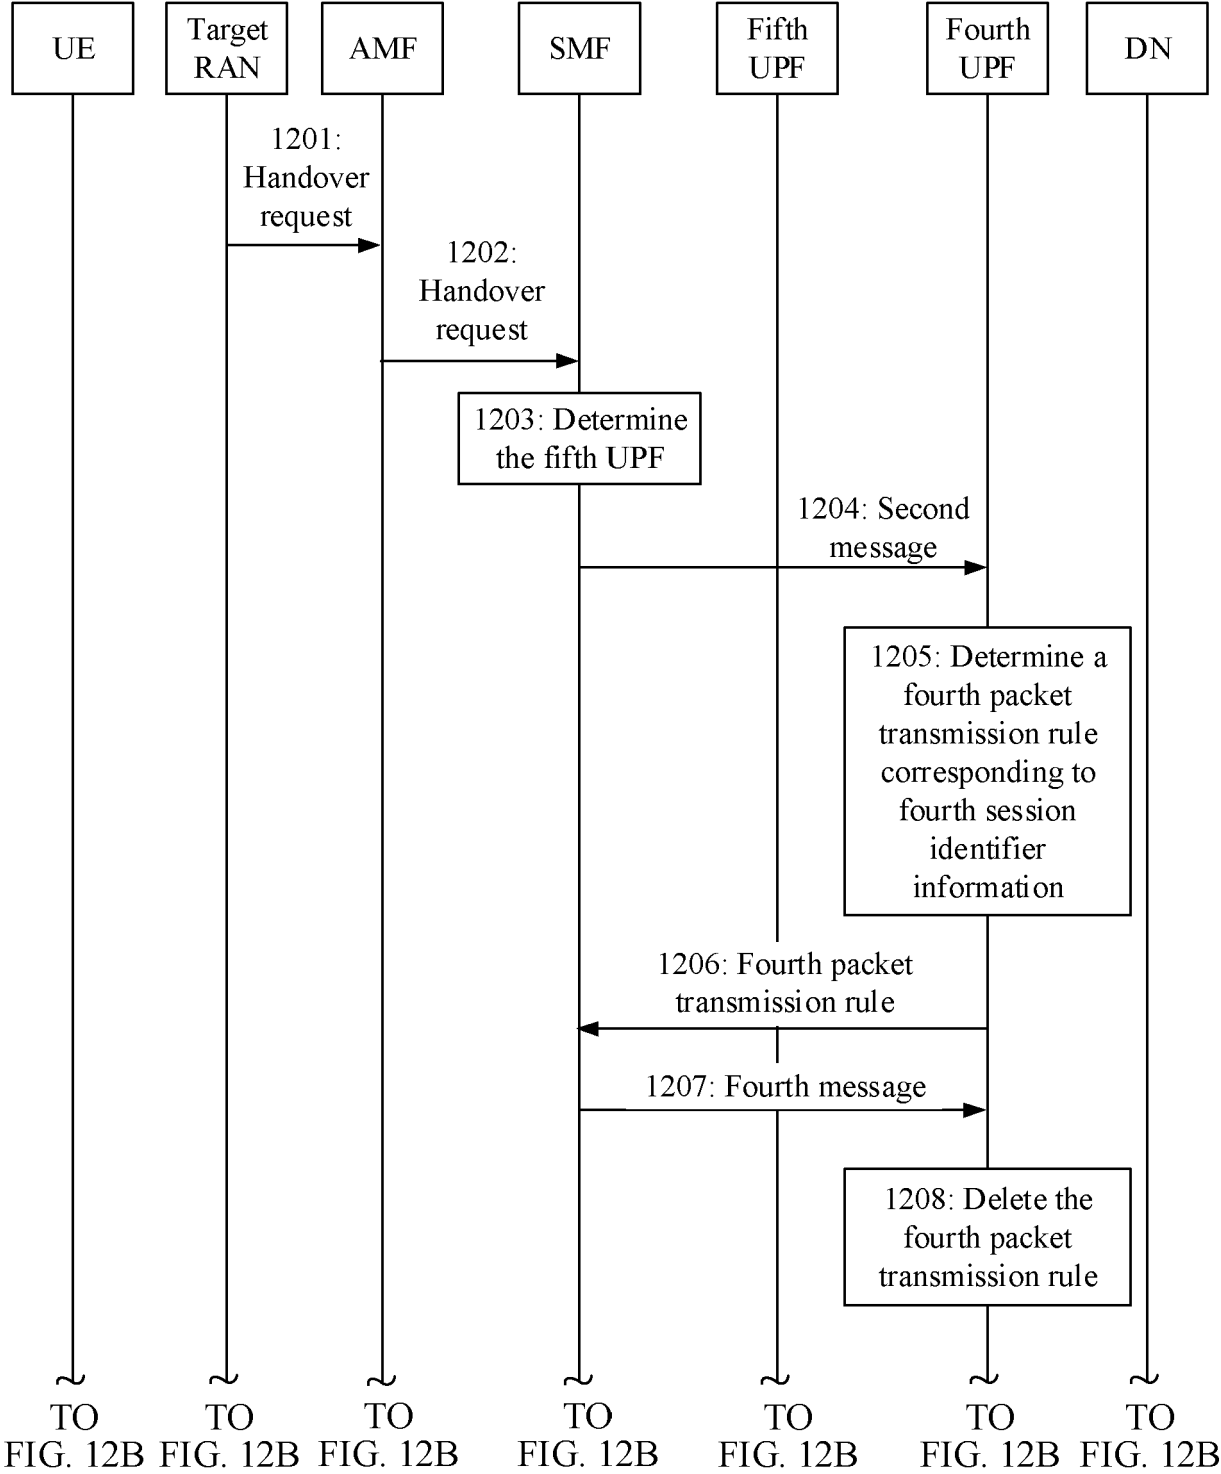 UE
Target
RAN
AMF
SMF
Fifth
UPF
Fourth
UPF
DN
1201:
Handover
request
1202:
Handover
request
1203: Determine
the fifth UPF
1204: Second
message
1205: Determine a
fourth packet
transmission rule
corresponding to
fourth session
identifier
information
1206: Fourth packet
transmission rule
1207: Fourth message
1208: Delete the
fourth packet
transmission rule
TO
FIG. 12B
TO
FIG. 12B
TO
FIG. 12B
TO
FIG. 12B
TO
FIG. 12B
TO
FIG. 12B
TO
FIG. 12B